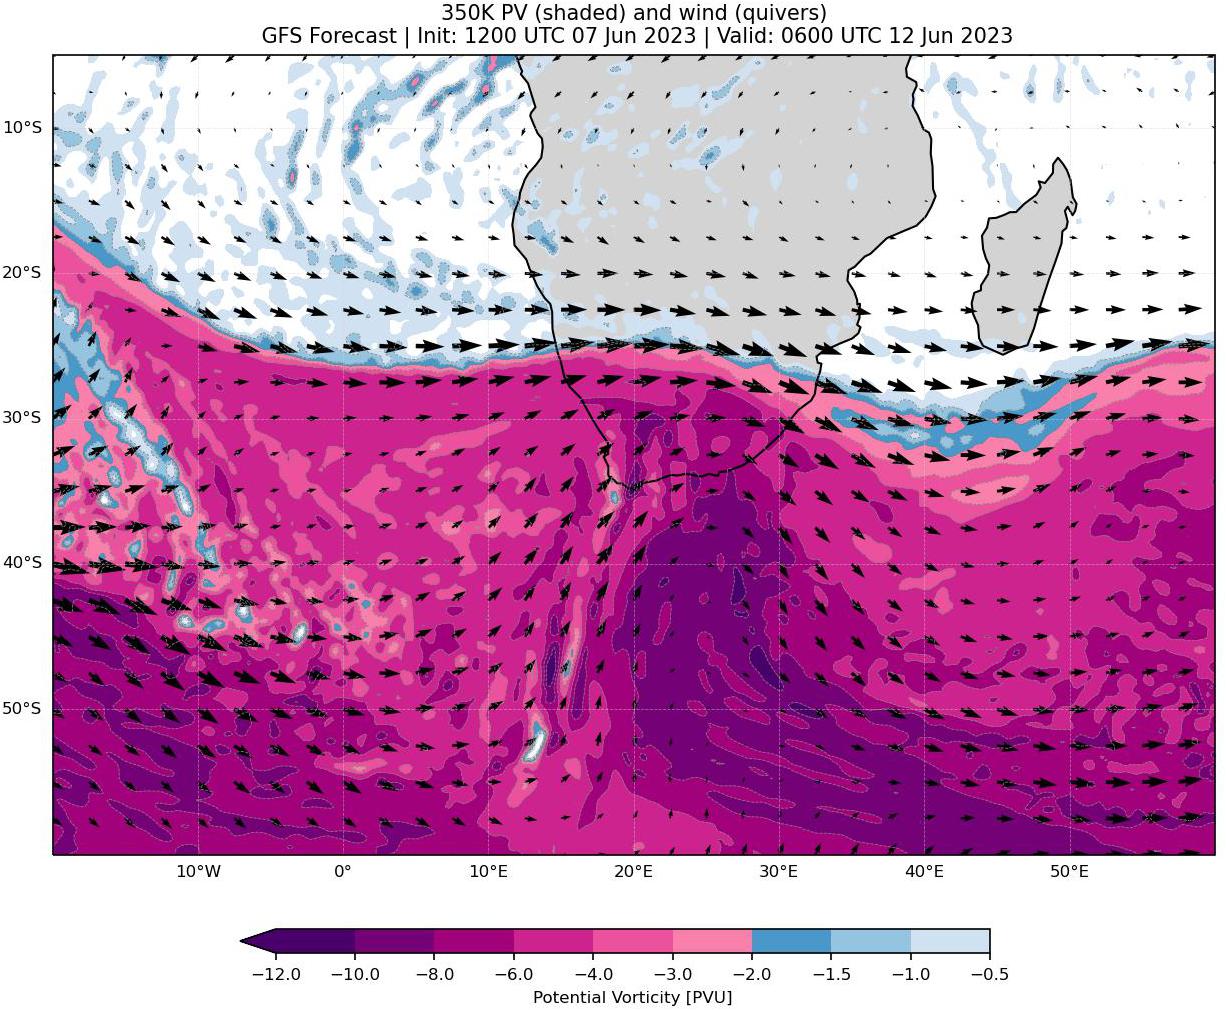 350K PV (shaded) and wind (quivers)
GFS Forecast | Init: 1200 UTC 07 Jun 2023 | Valid: 0600 UTC 12 Jun 2023
10°S
20°S
30°S
40°S
50°S
10°W 0° 10°E 20°E 30°E 40°E 50°E
−12.0 −10.0 −8.0 −6.0 −4.0 −3.0 −2.0 −1.5 −1.0 −0.5
Potential Vorticity [PVU]